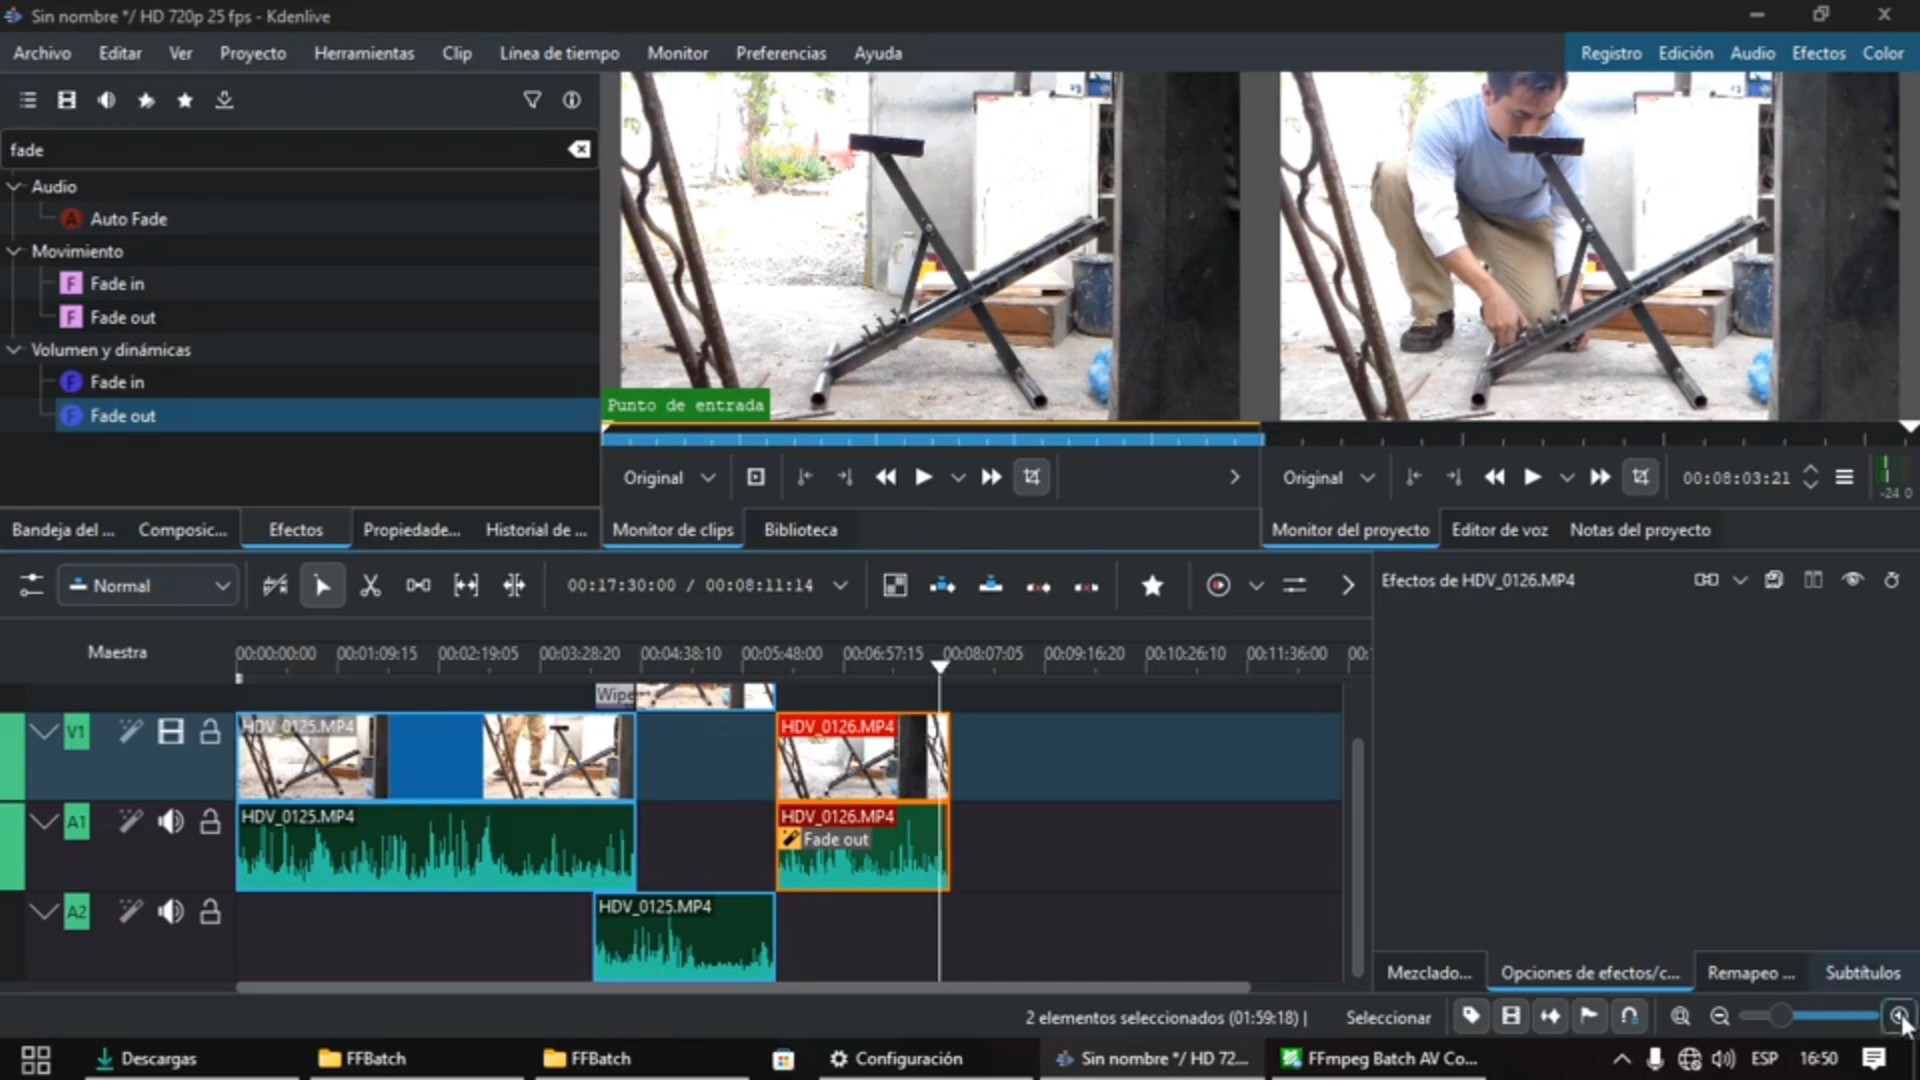 Sin nombre */ HD 720p 25 fps - Kdenlive
Archivo Editar Ver Proyecto Herramientas Clip Línea de tiempo Monitor Preferencias Ayuda Registro Edición Audio Efectos Color
fade
Audio
Auto Fade
Movimiento
Fade in
Fade out
Volumen y dinámicas
Fade in
Fade out
Punto de entrada
Original
Original 00:08:03:21
-24 0
Bandeja del ... Composic... Efectos Propiedade... Historial de ... Monitor de clips Biblioteca Monitor del proyecto Editor de voz Notas del proyecto
Normal 00:17:30:00 / 00:08:11:14
Efectos de HDV_0126.MP4
Maestra 00:00:00:00 00:01:09:15 00:02:19:05 00:03:28:20 00:04:38:10 00:05:48:00 00:06:57:15 00:08:07:05 00:09:16:20 00:10:26:10 00:11:36:00 00:
Wipe
V1 HDV_0125.MP4 HDV_0126.MP4
A1 HDV_0125.MP4 HDV_0126.MP4
Fade out
A2 HDV_0125.MP4
Mezclado... Opciones de efectos/c... Remapeo ... Subtítulos
2 elementos seleccionados (01:59:18) | Seleccionar
Descargas FFBatch FFBatch Configuración Sin nombre */ HD 72... FFmpeg Batch AV Co... ESP 16:50